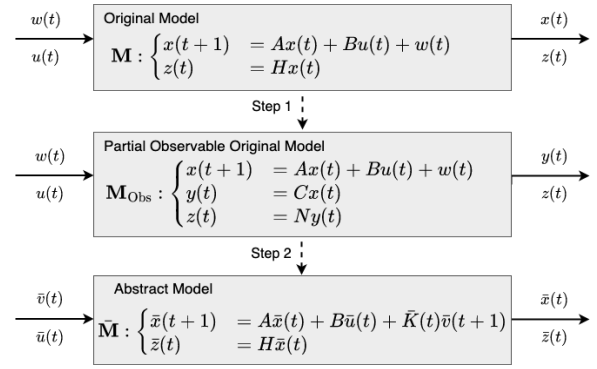 Original Model
w(t)
u(t)
M : { x(t+1) = Ax(t) + Bu(t) + w(t)
z(t) = Hx(t)
x(t)
z(t)
Step 1
Partial Observable Original Model
w(t)
u(t)
M_Obs : { x(t+1) = Ax(t) + Bu(t) + w(t)
y(t) = Cx(t)
z(t) = Ny(t)
y(t)
z(t)
Step 2
Abstract Model
v̄(t)
ū(t)
M̄ : { x̄(t+1) = Ax̄(t) + Bū(t) + K̄(t)v̄(t+1)
z̄(t) = Hx̄(t)
x̄(t)
z̄(t)